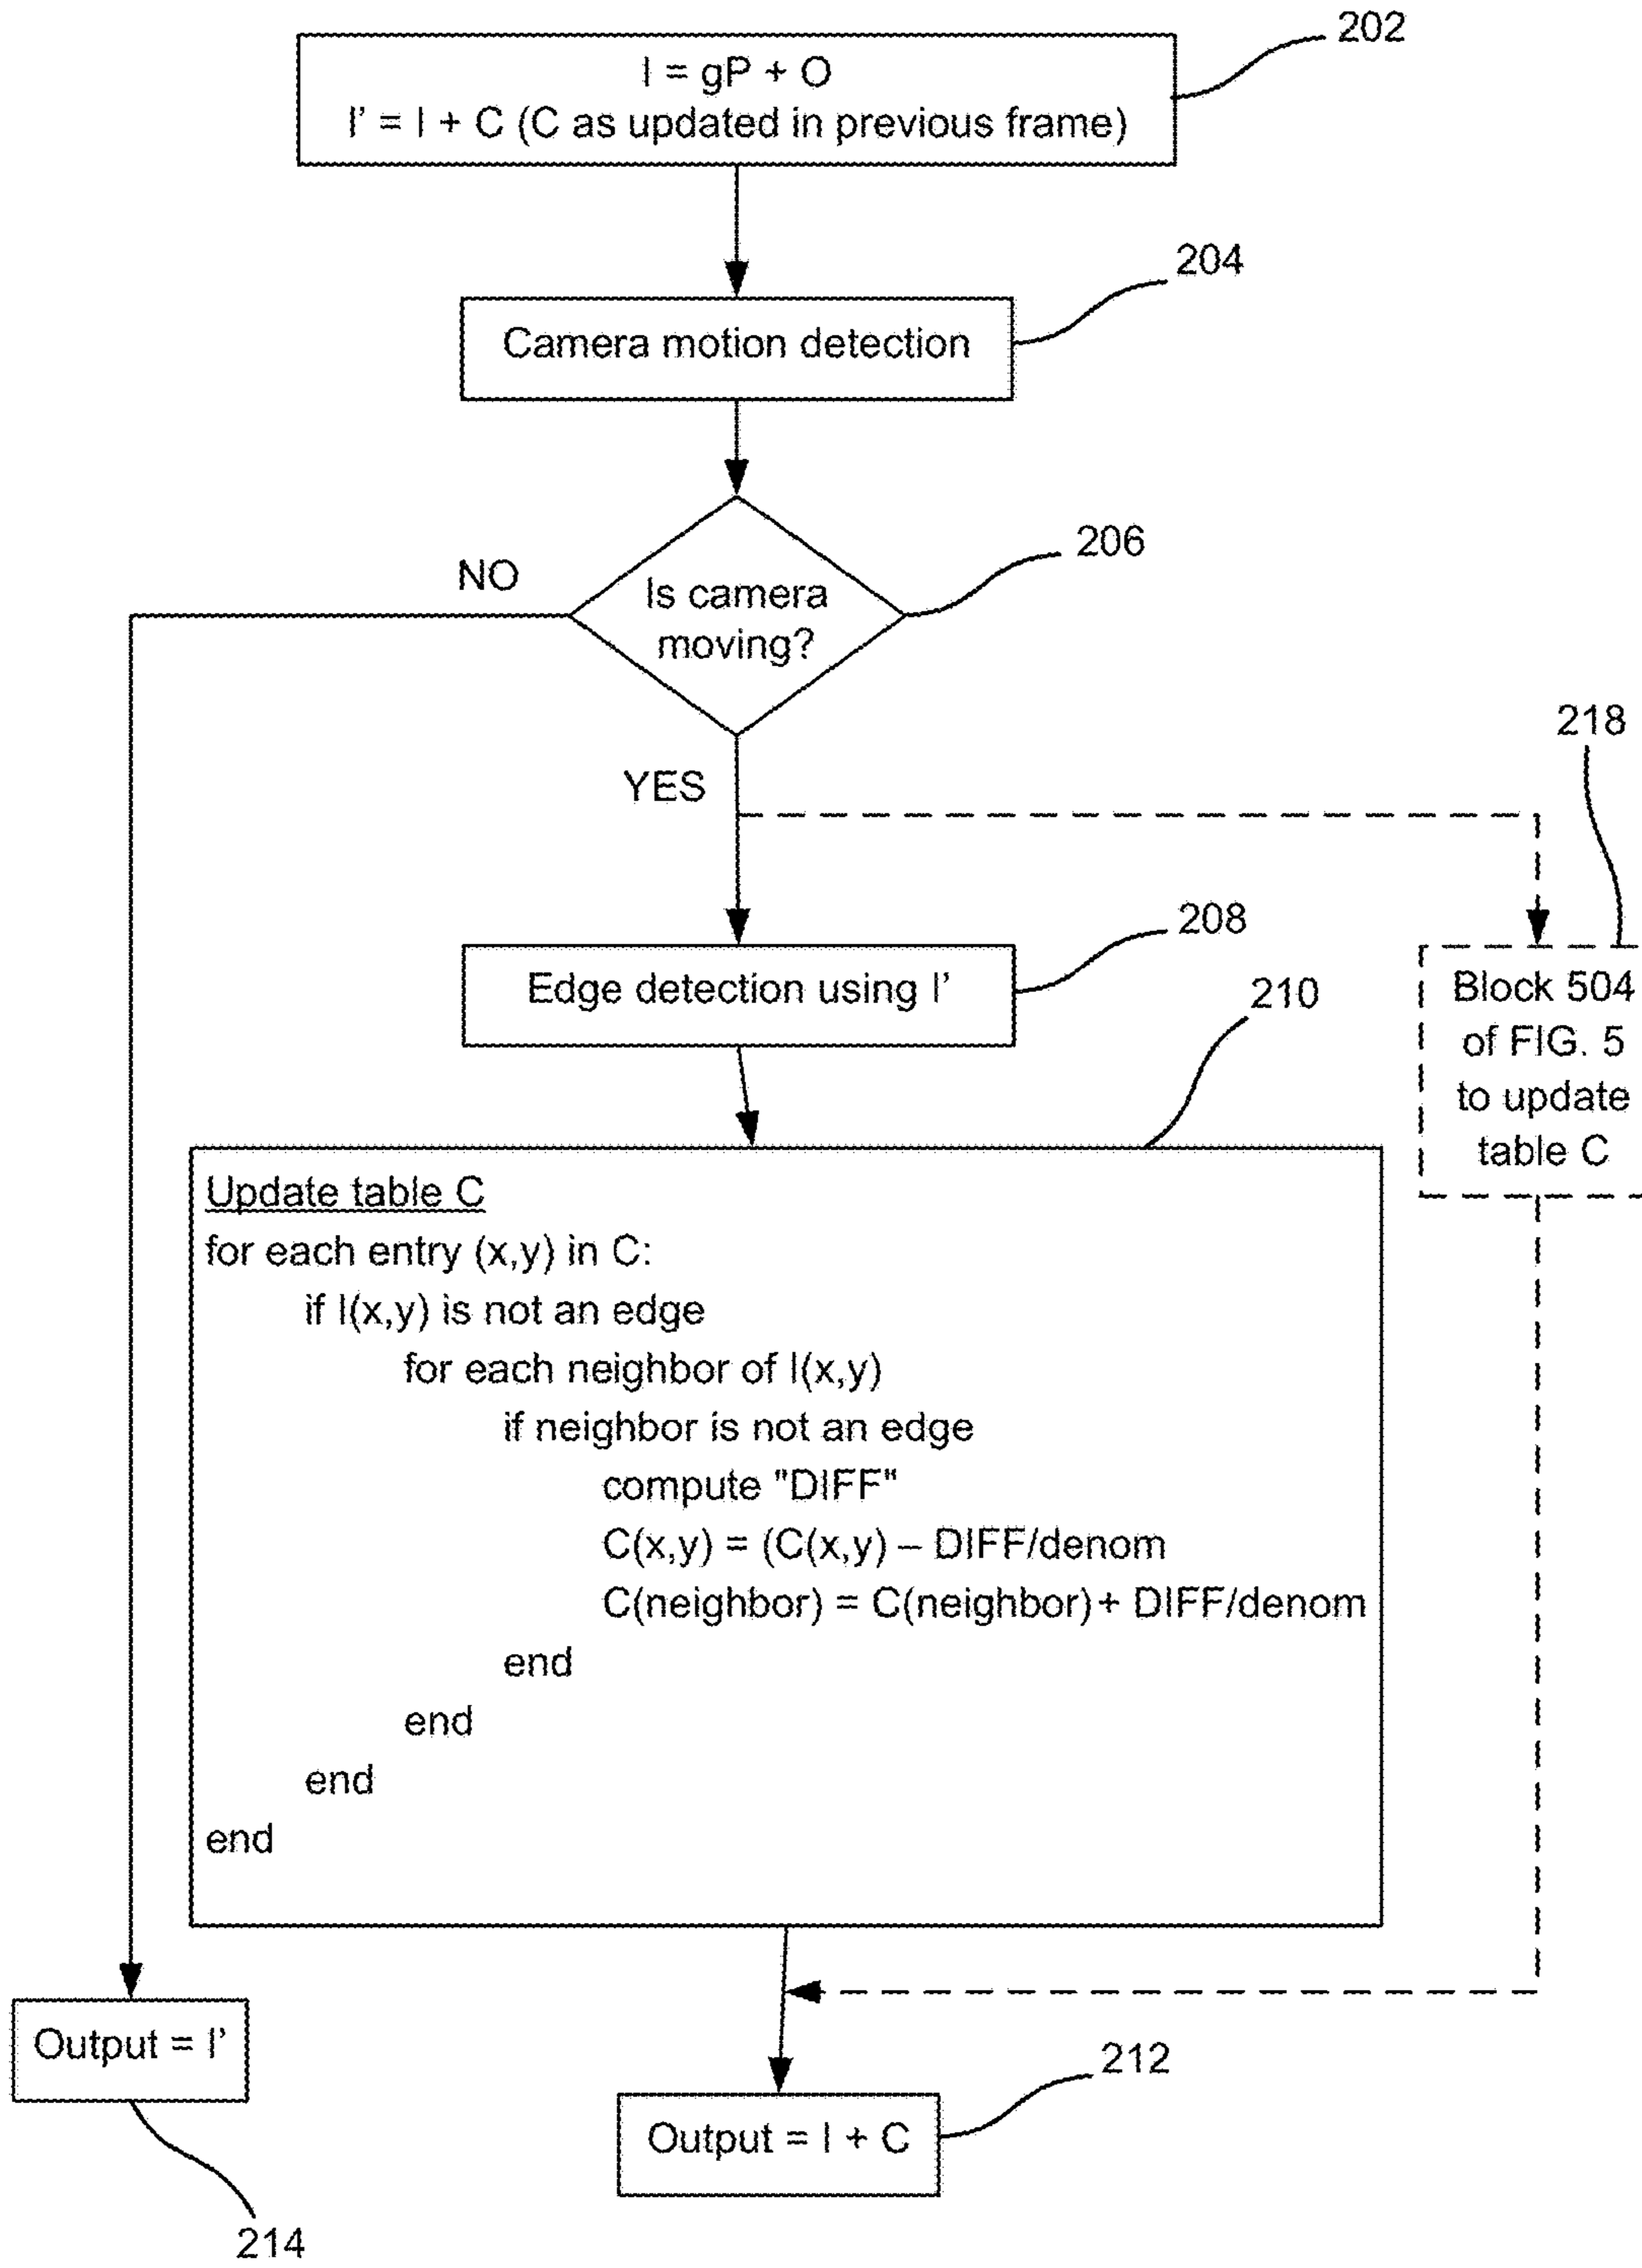 202
I = gP + O
I' = I + C (C as updated in previous frame)
204
Camera motion detection
206
NO
Is camera
moving?
218
YES
208
Edge detection using I'
210
Block 504
of FIG. 5
to update
table C
Update table C
for each entry (x,y) in C:
if I(x,y) is not an edge
for each neighbor of I(x,y)
if neighbor is not an edge
compute "DIFF"
C(x,y) = (C(x,y) – DIFF/denom
C(neighbor) = C(neighbor) + DIFF/denom
end
end
end
end
Output = I'
212
Output = I + C
214